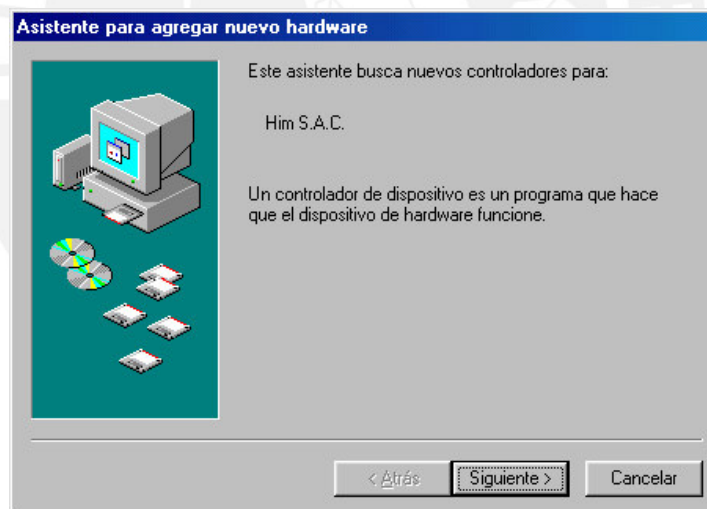 Asistente para agregar nuevo hardware
Este asistente busca nuevos controladores para:
Him S.A.C.
Un controlador de dispositivo es un programa que hace
que el dispositivo de hardware funcione.
< Atrás
Siguiente >
Cancelar